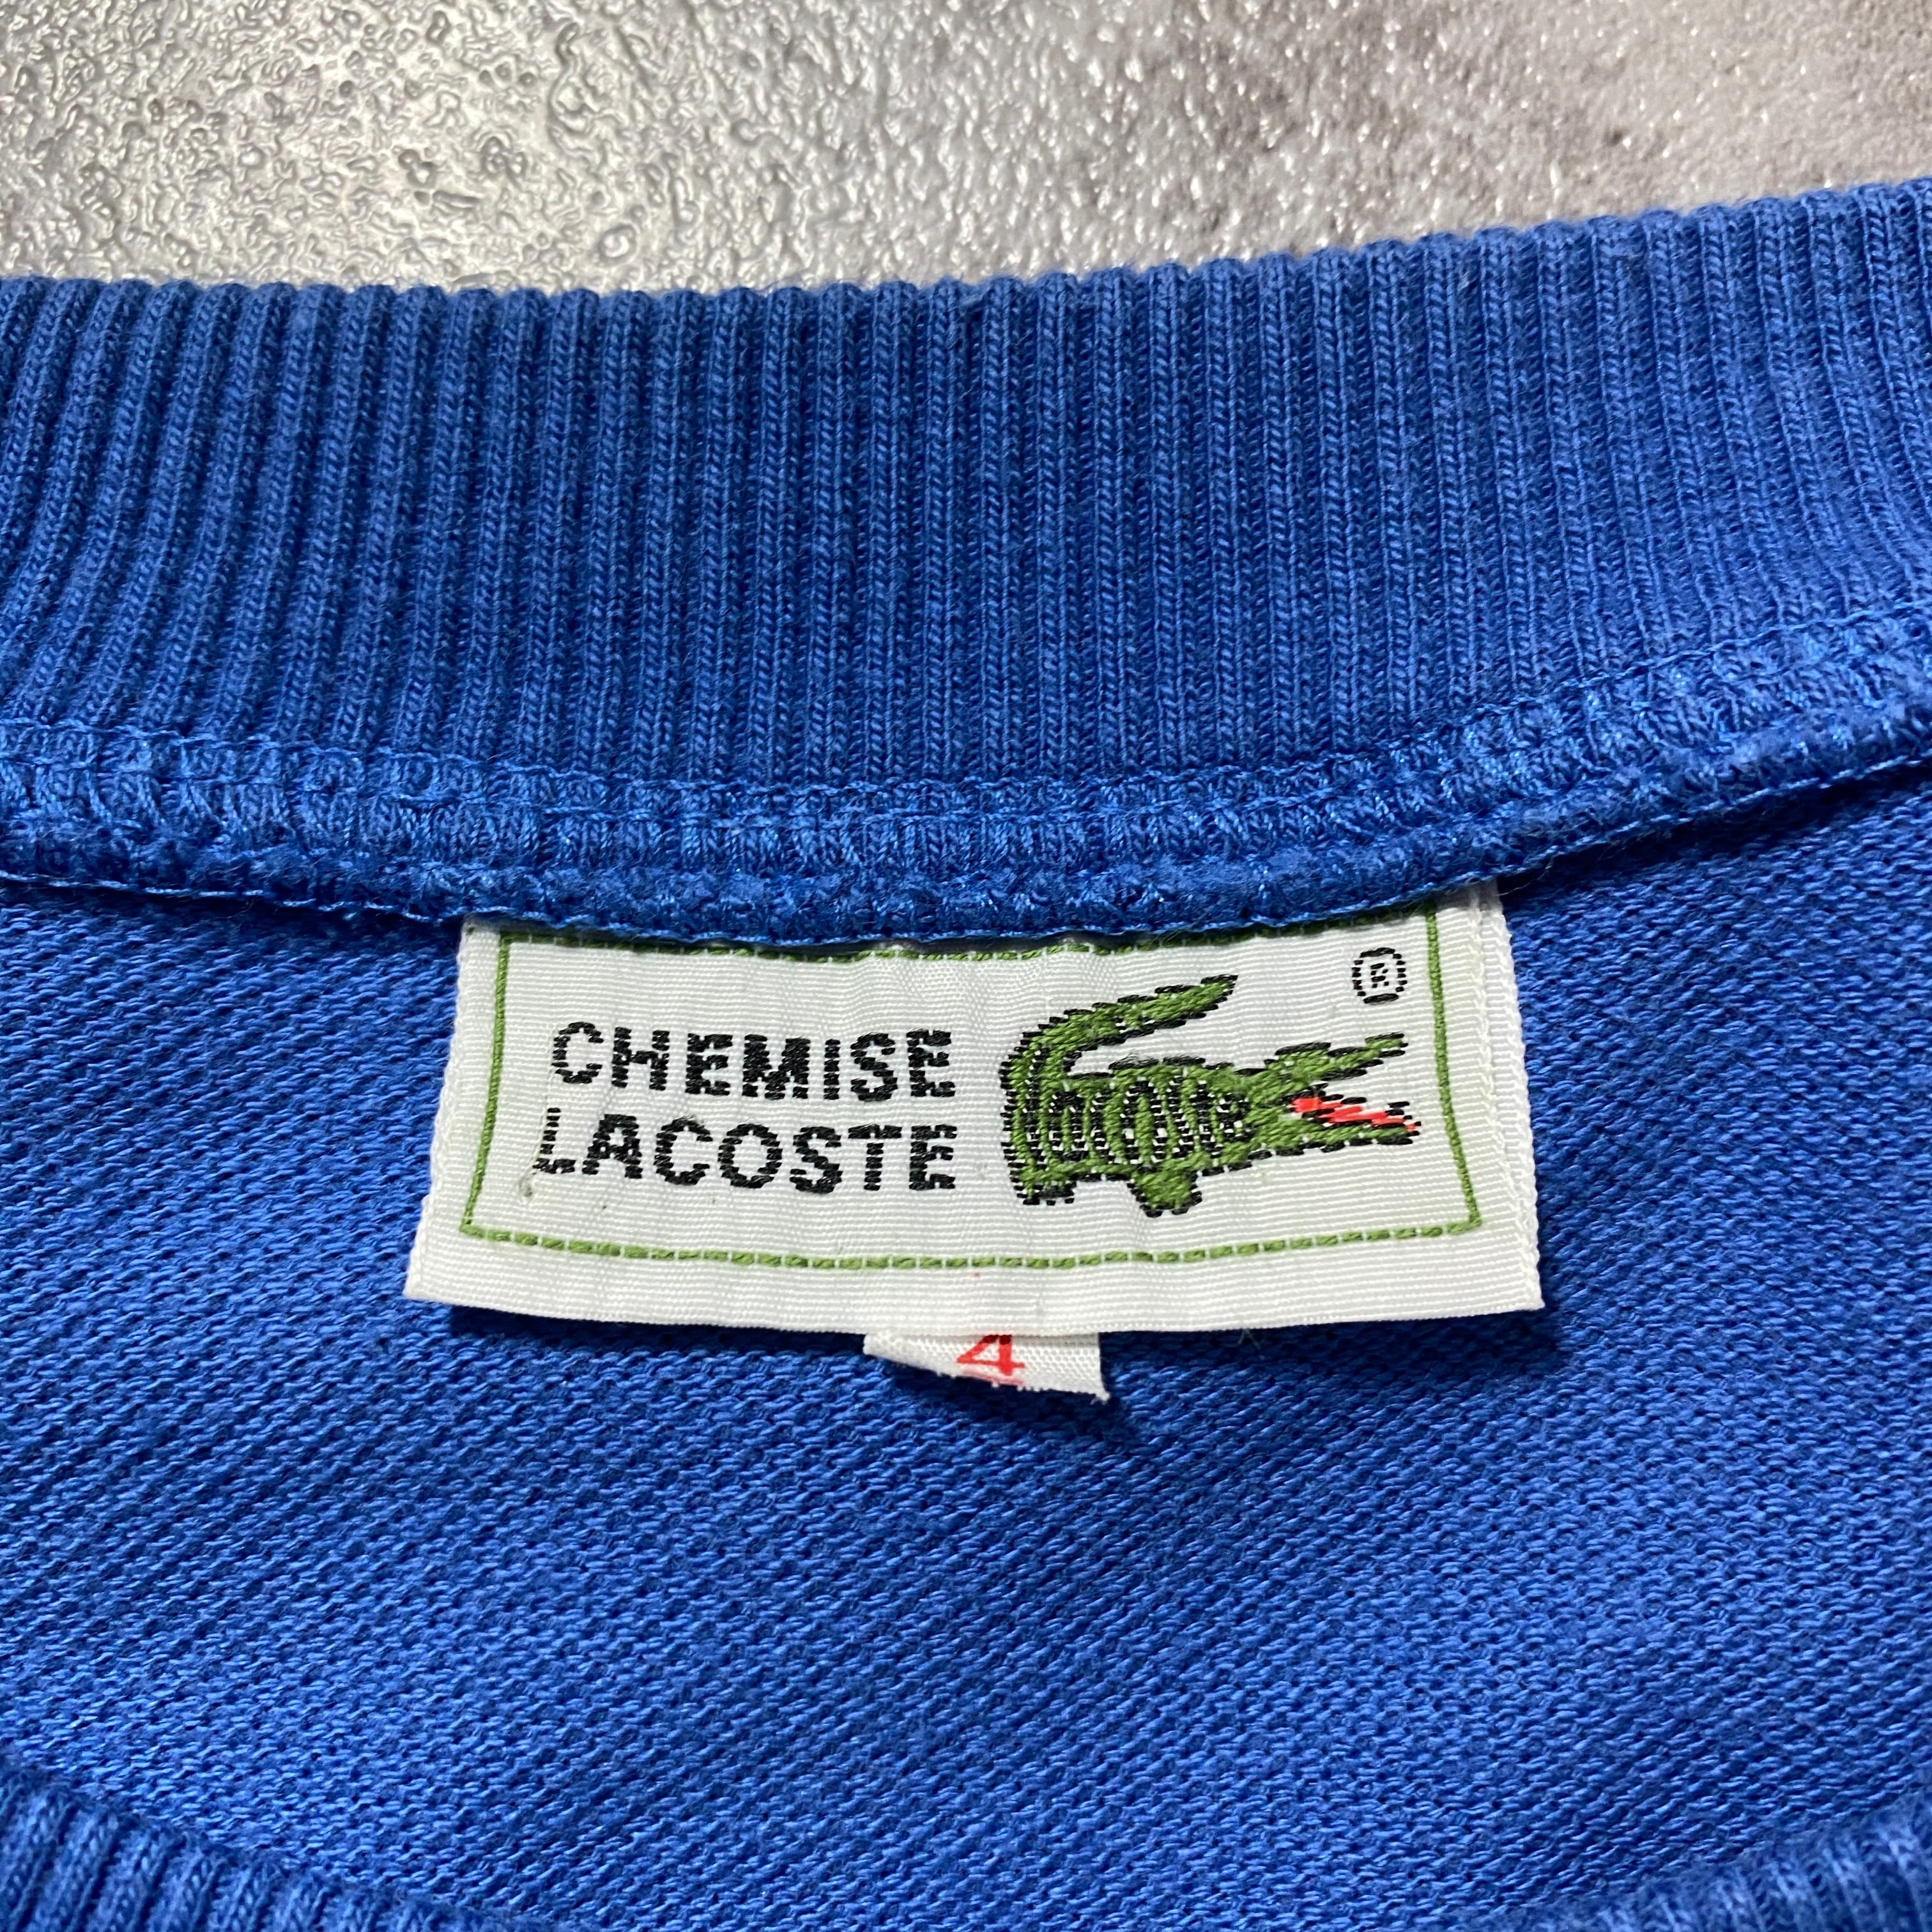 CHEMISE
LACOSTE
®
4